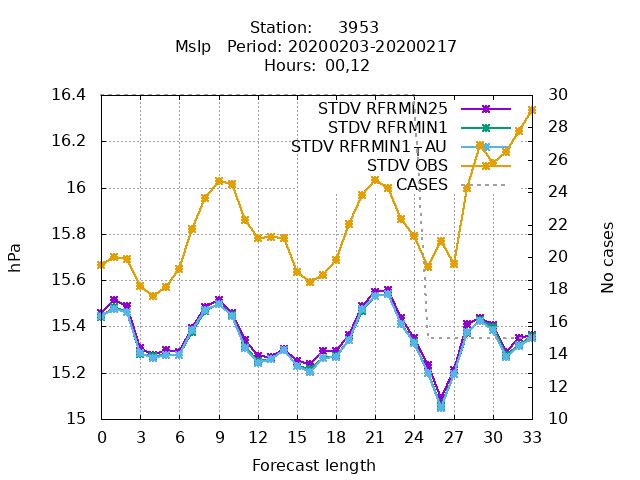 Station: 3953
Mslp Period: 20200203-20200217
Hours: 00,12
STDV RFRMIN25
STDV RFRMIN1
STDV RFRMIN1-AU
STDV OBS
CASES
hPa
16.4
16.2
16
15.8
15.6
15.4
15.2
15
No cases
30
28
26
24
22
20
18
16
14
12
10
0 3 6 9 12 15 18 21 24 27 30 33
Forecast length